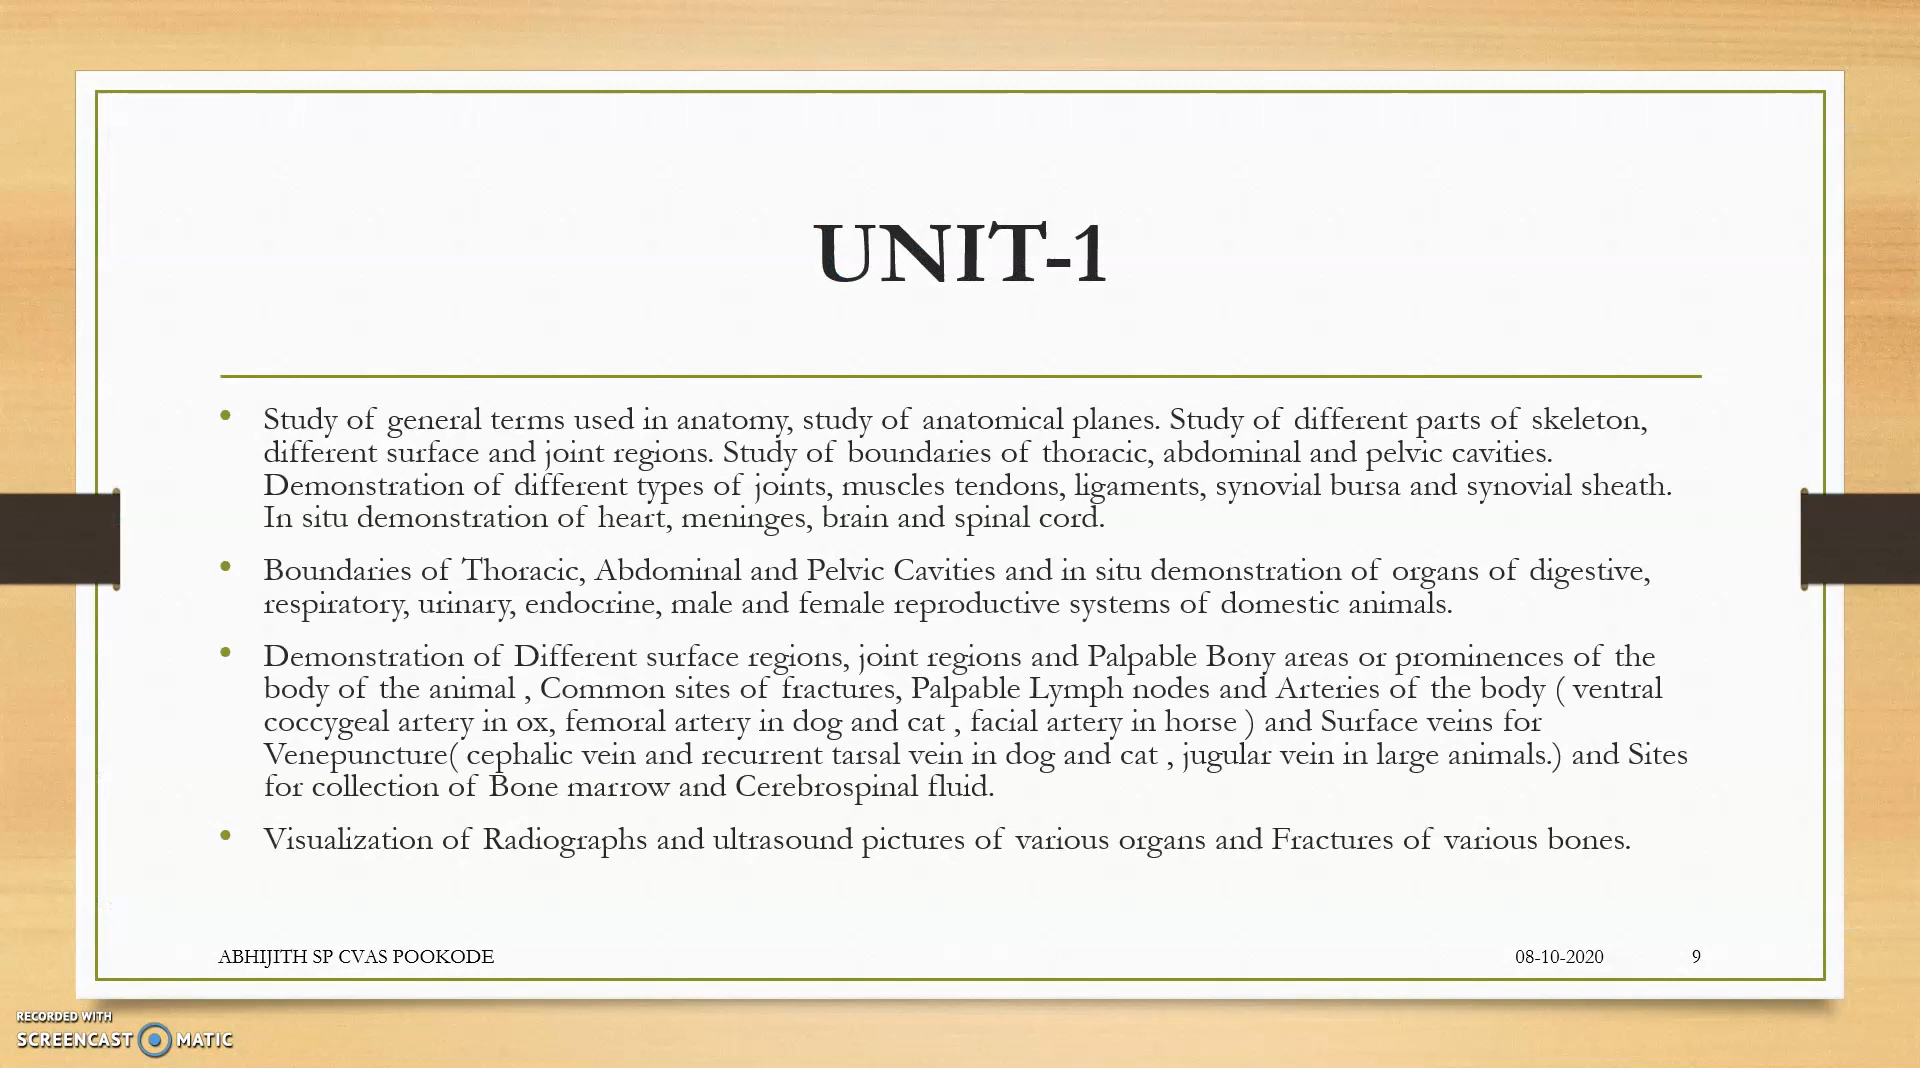 UNIT-1
• Study of general terms used in anatomy, study of anatomical planes. Study of different parts of skeleton,
different surface and joint regions. Study of boundaries of thoracic, abdominal and pelvic cavities.
Demonstration of different types of joints, muscles tendons, ligaments, synovial bursa and synovial sheath.
In situ demonstration of heart, meninges, brain and spinal cord.
• Boundaries of Thoracic, Abdominal and Pelvic Cavities and in situ demonstration of organs of digestive,
respiratory, urinary, endocrine, male and female reproductive systems of domestic animals.
• Demonstration of Different surface regions, joint regions and Palpable Bony areas or prominences of the
body of the animal , Common sites of fractures, Palpable Lymph nodes and Arteries of the body ( ventral
coccygeal artery in ox, femoral artery in dog and cat , facial artery in horse ) and Surface veins for
Venepuncture( cephalic vein and recurrent tarsal vein in dog and cat , jugular vein in large animals.) and Sites
for collection of Bone marrow and Cerebrospinal fluid.
• Visualization of Radiographs and ultrasound pictures of various organs and Fractures of various bones.
ABHIJITH SP CVAS POOKODE 08-10-2020 9
RECORDED WITH
SCREENCAST MATIC